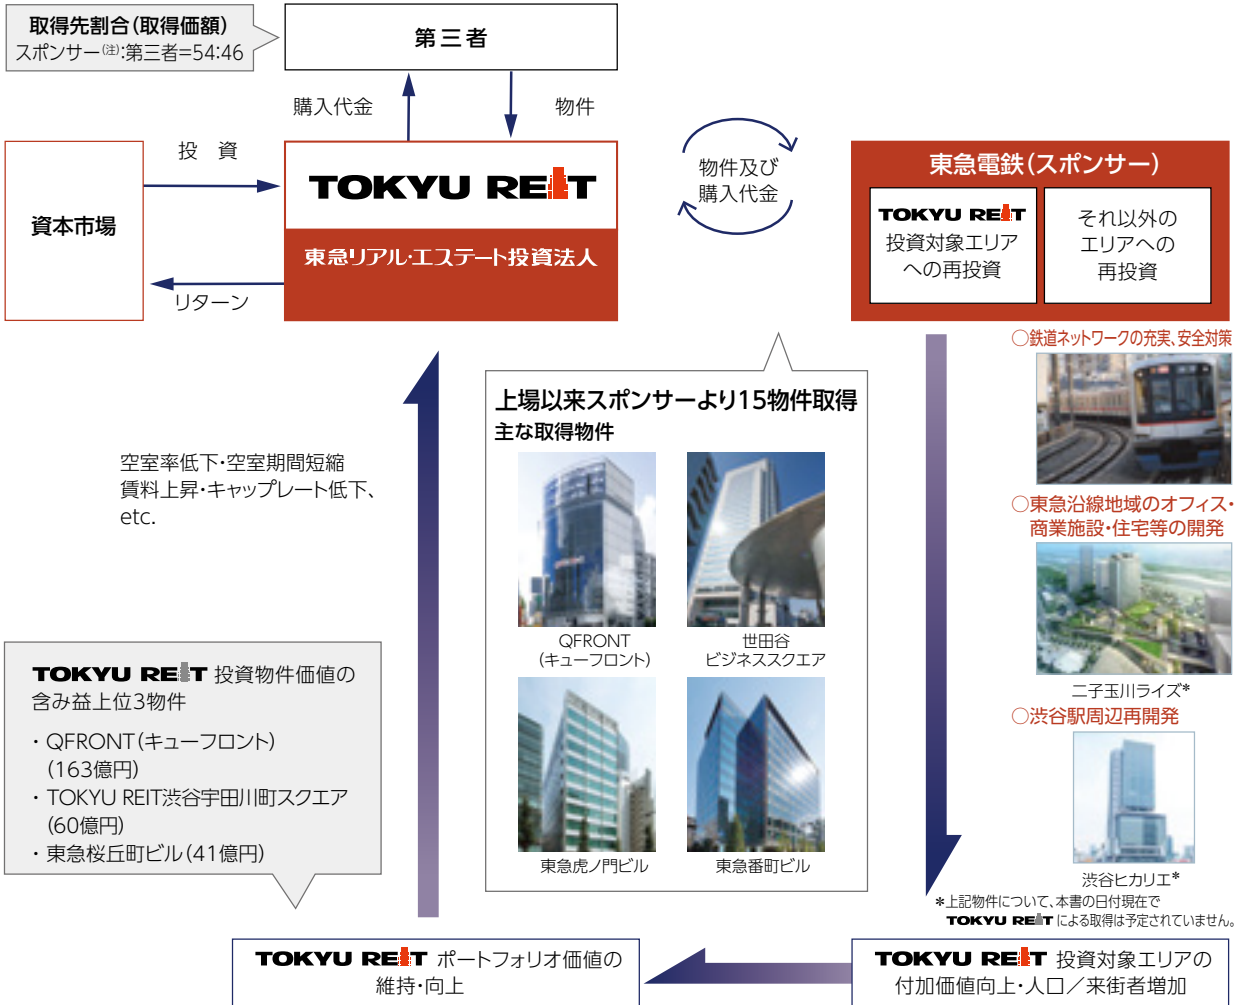 取得先割合（取得価額）
スポンサー(注):第三者=54:46
第三者
購入代金
物件
投　資
資本市場
リターン
TOKYU REIT
東急リアル・エステート投資法人
物件及び
購入代金
東急電鉄（スポンサー）
TOKYU REIT
投資対象エリア
への再投資
それ以外の
エリアへの
再投資
○鉄道ネットワークの充実、安全対策
○東急沿線地域のオフィス・
商業施設・住宅等の開発
二子玉川ライズ*
○渋谷駅周辺再開発
渋谷ヒカリエ*
*上記物件について、本書の日付現在で
TOKYU REIT による取得は予定されていません。
上場以来スポンサーより15物件取得
主な取得物件
QFRONT
（キューフロント）
世田谷
ビジネススクエア
東急虎ノ門ビル
東急番町ビル
空室率低下・空室期間短縮
賃料上昇・キャップレート低下、
etc.
TOKYU REIT 投資物件価値の
含み益上位3物件
・QFRONT（キューフロント）
（163億円）
・TOKYU REIT渋谷宇田川町スクエア
（60億円）
・東急桜丘町ビル（41億円）
TOKYU REIT ポートフォリオ価値の
維持・向上
TOKYU REIT 投資対象エリアの
付加価値向上・人口／来街者増加